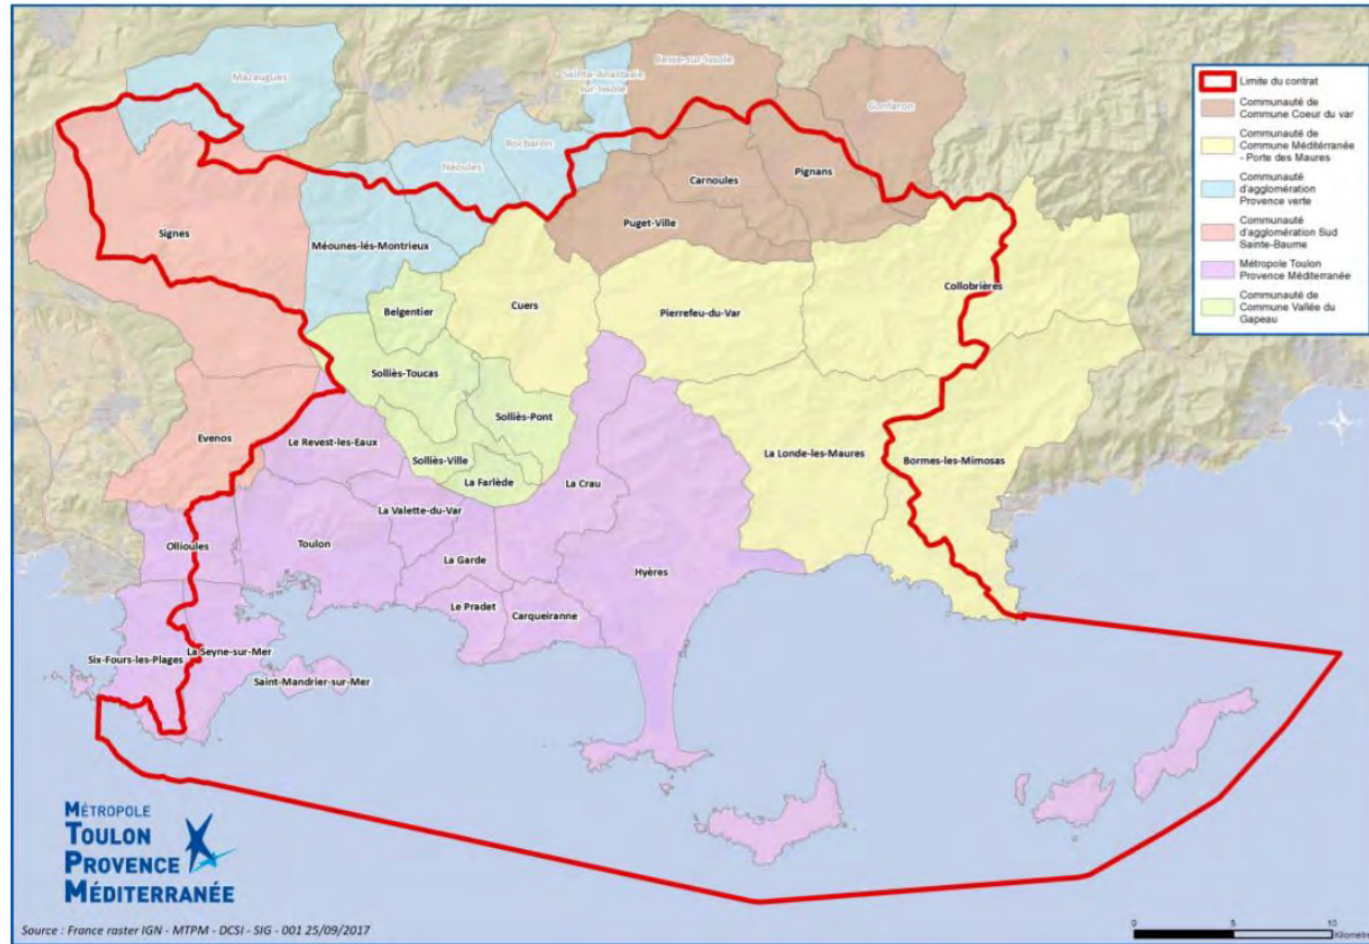 Mazaugues
Sainte-Anastasie
sur-Issole
Besse-sur-Issole
Gonfaron
Rocbaron
Néoules
Carnoules
Pignans
Puget-Ville
Signes
Méounes-lés-Montrieux
Belgentier
Cuers
Pierrefeu-du-Var
Collobrières
Solliès-Toucas
Solliès-Pont
Evenos
Le Revest-les-Eaux
Solliès-Ville
La Farlède
La Londe-les-Maures
Bormes-les-Mimosas
La Crau
La Valette-du-Var
Ollioules
Toulon
La Garde
Hyères
Le Pradet
Carqueiranne
Six-Fours-les-Plages
La Seyne-sur-Mer
Saint-Mandrier-sur-Mer
Limite du contrat
Communauté de
Commune Coeur du var
Communauté de
Commune Méditérranée
- Porte des Maures
Communauté
d'agglomération
Provence verte
Communauté
d'agglomération Sud
Sainte-Baume
Métropole Toulon
Provence Méditerranée
Communauté de
Commune Vallée du
Gapeau
MÉTROPOLE
TOULON
PROVENCE
MÉDITERRANÉE
Source : France raster IGN - MTPM - DCSI - SIG - 001 25/09/2017
0 5 10